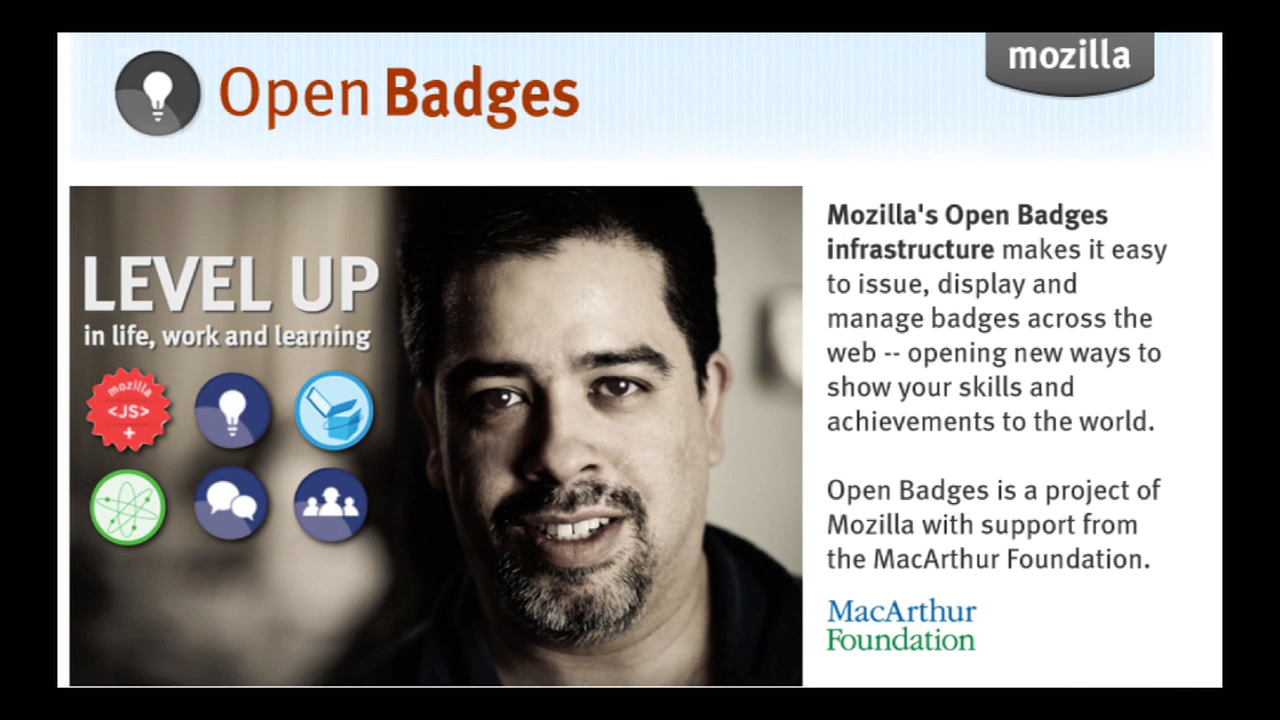 Open Badges
mozilla
LEVEL UP
in life, work and learning
mozilla
<JS>
+
Mozilla's Open Badges
infrastructure makes it easy
to issue, display and
manage badges across the
web -- opening new ways to
show your skills and
achievements to the world.
Open Badges is a project of
Mozilla with support from
the MacArthur Foundation.
MacArthur
Foundation